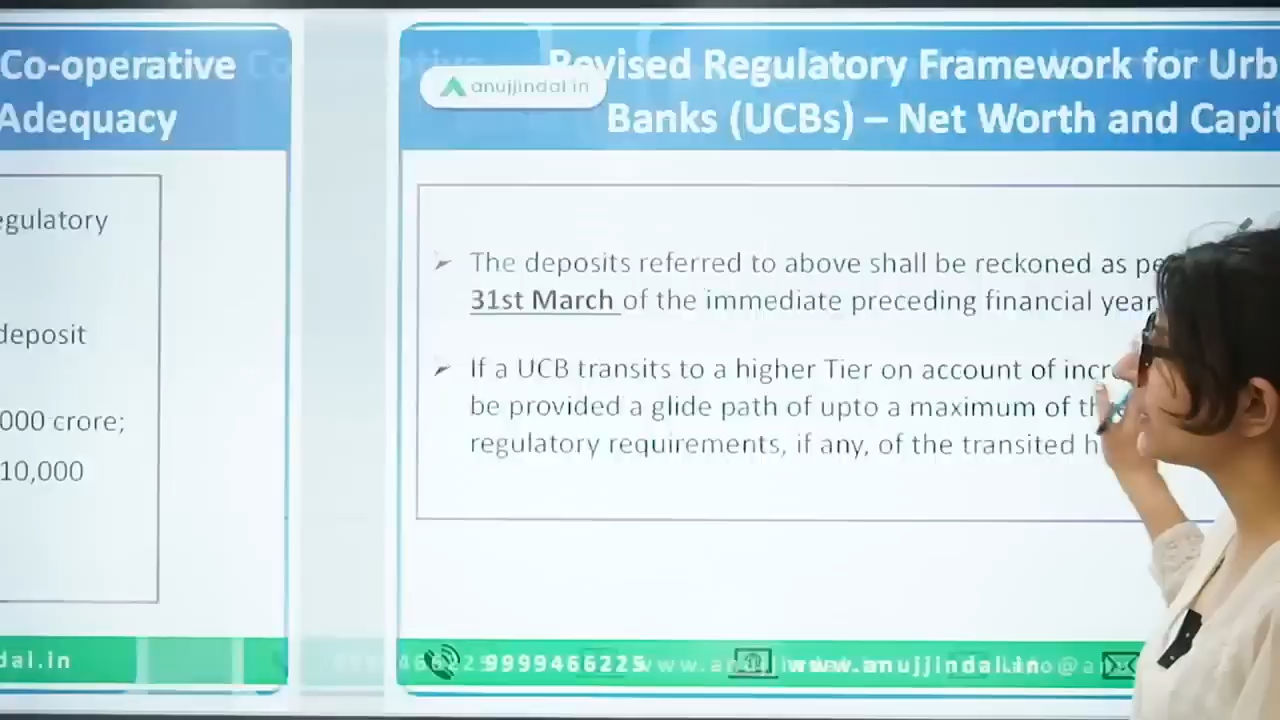 Co-operative
Adequacy
egulatory
deposit
000 crore;
10,000
dal.in
anujjindal.in
Revised Regulatory Framework for Urb
Banks (UCBs) – Net Worth and Capit
➢ The deposits referred to above shall be reckoned as pe
31st March of the immediate preceding financial year
➢ If a UCB transits to a higher Tier on account of incr
be provided a glide path of upto a maximum of th
regulatory requirements, if any, of the transited h
9999466225
www.anujjindal.in